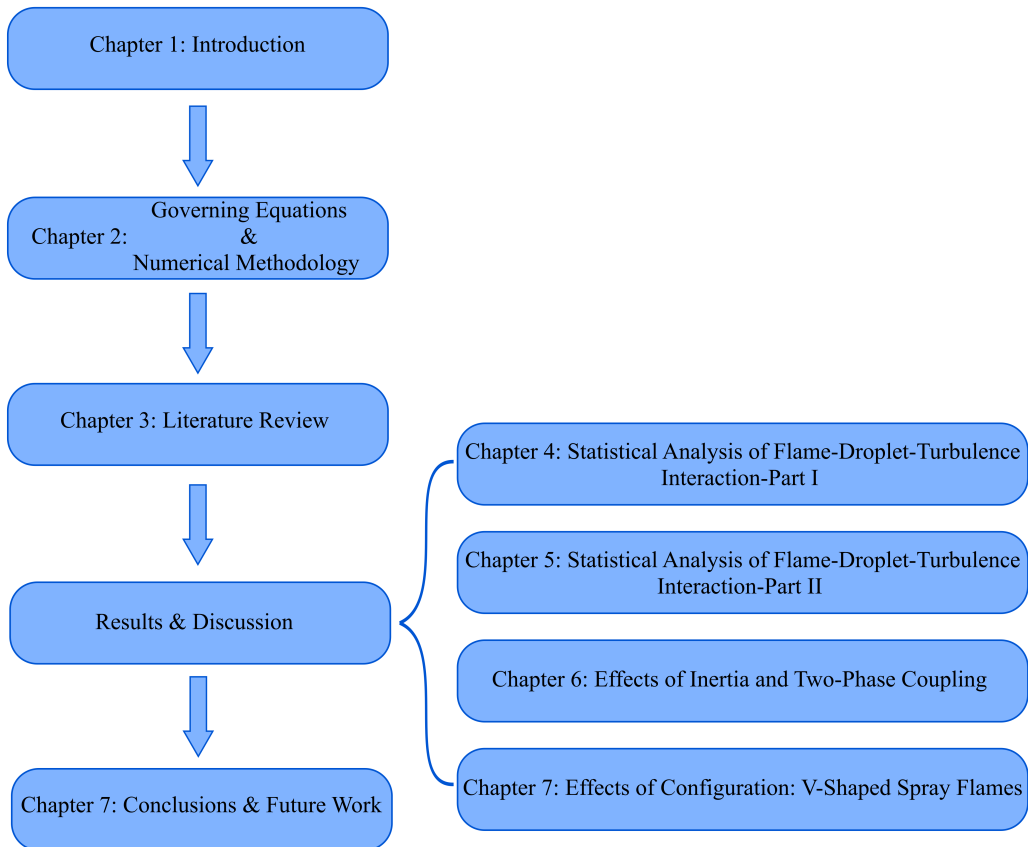 Chapter 1: Introduction
Governing Equations
Chapter 2: &
Numerical Methodology
Chapter 3: Literature Review
Results & Discussion
Chapter 4: Statistical Analysis of Flame-Droplet-Turbulence
Interaction-Part I
Chapter 5: Statistical Analysis of Flame-Droplet-Turbulence
Interaction-Part II
Chapter 6: Effects of Inertia and Two-Phase Coupling
Chapter 7: Effects of Configuration: V-Shaped Spray Flames
Chapter 7: Conclusions & Future Work